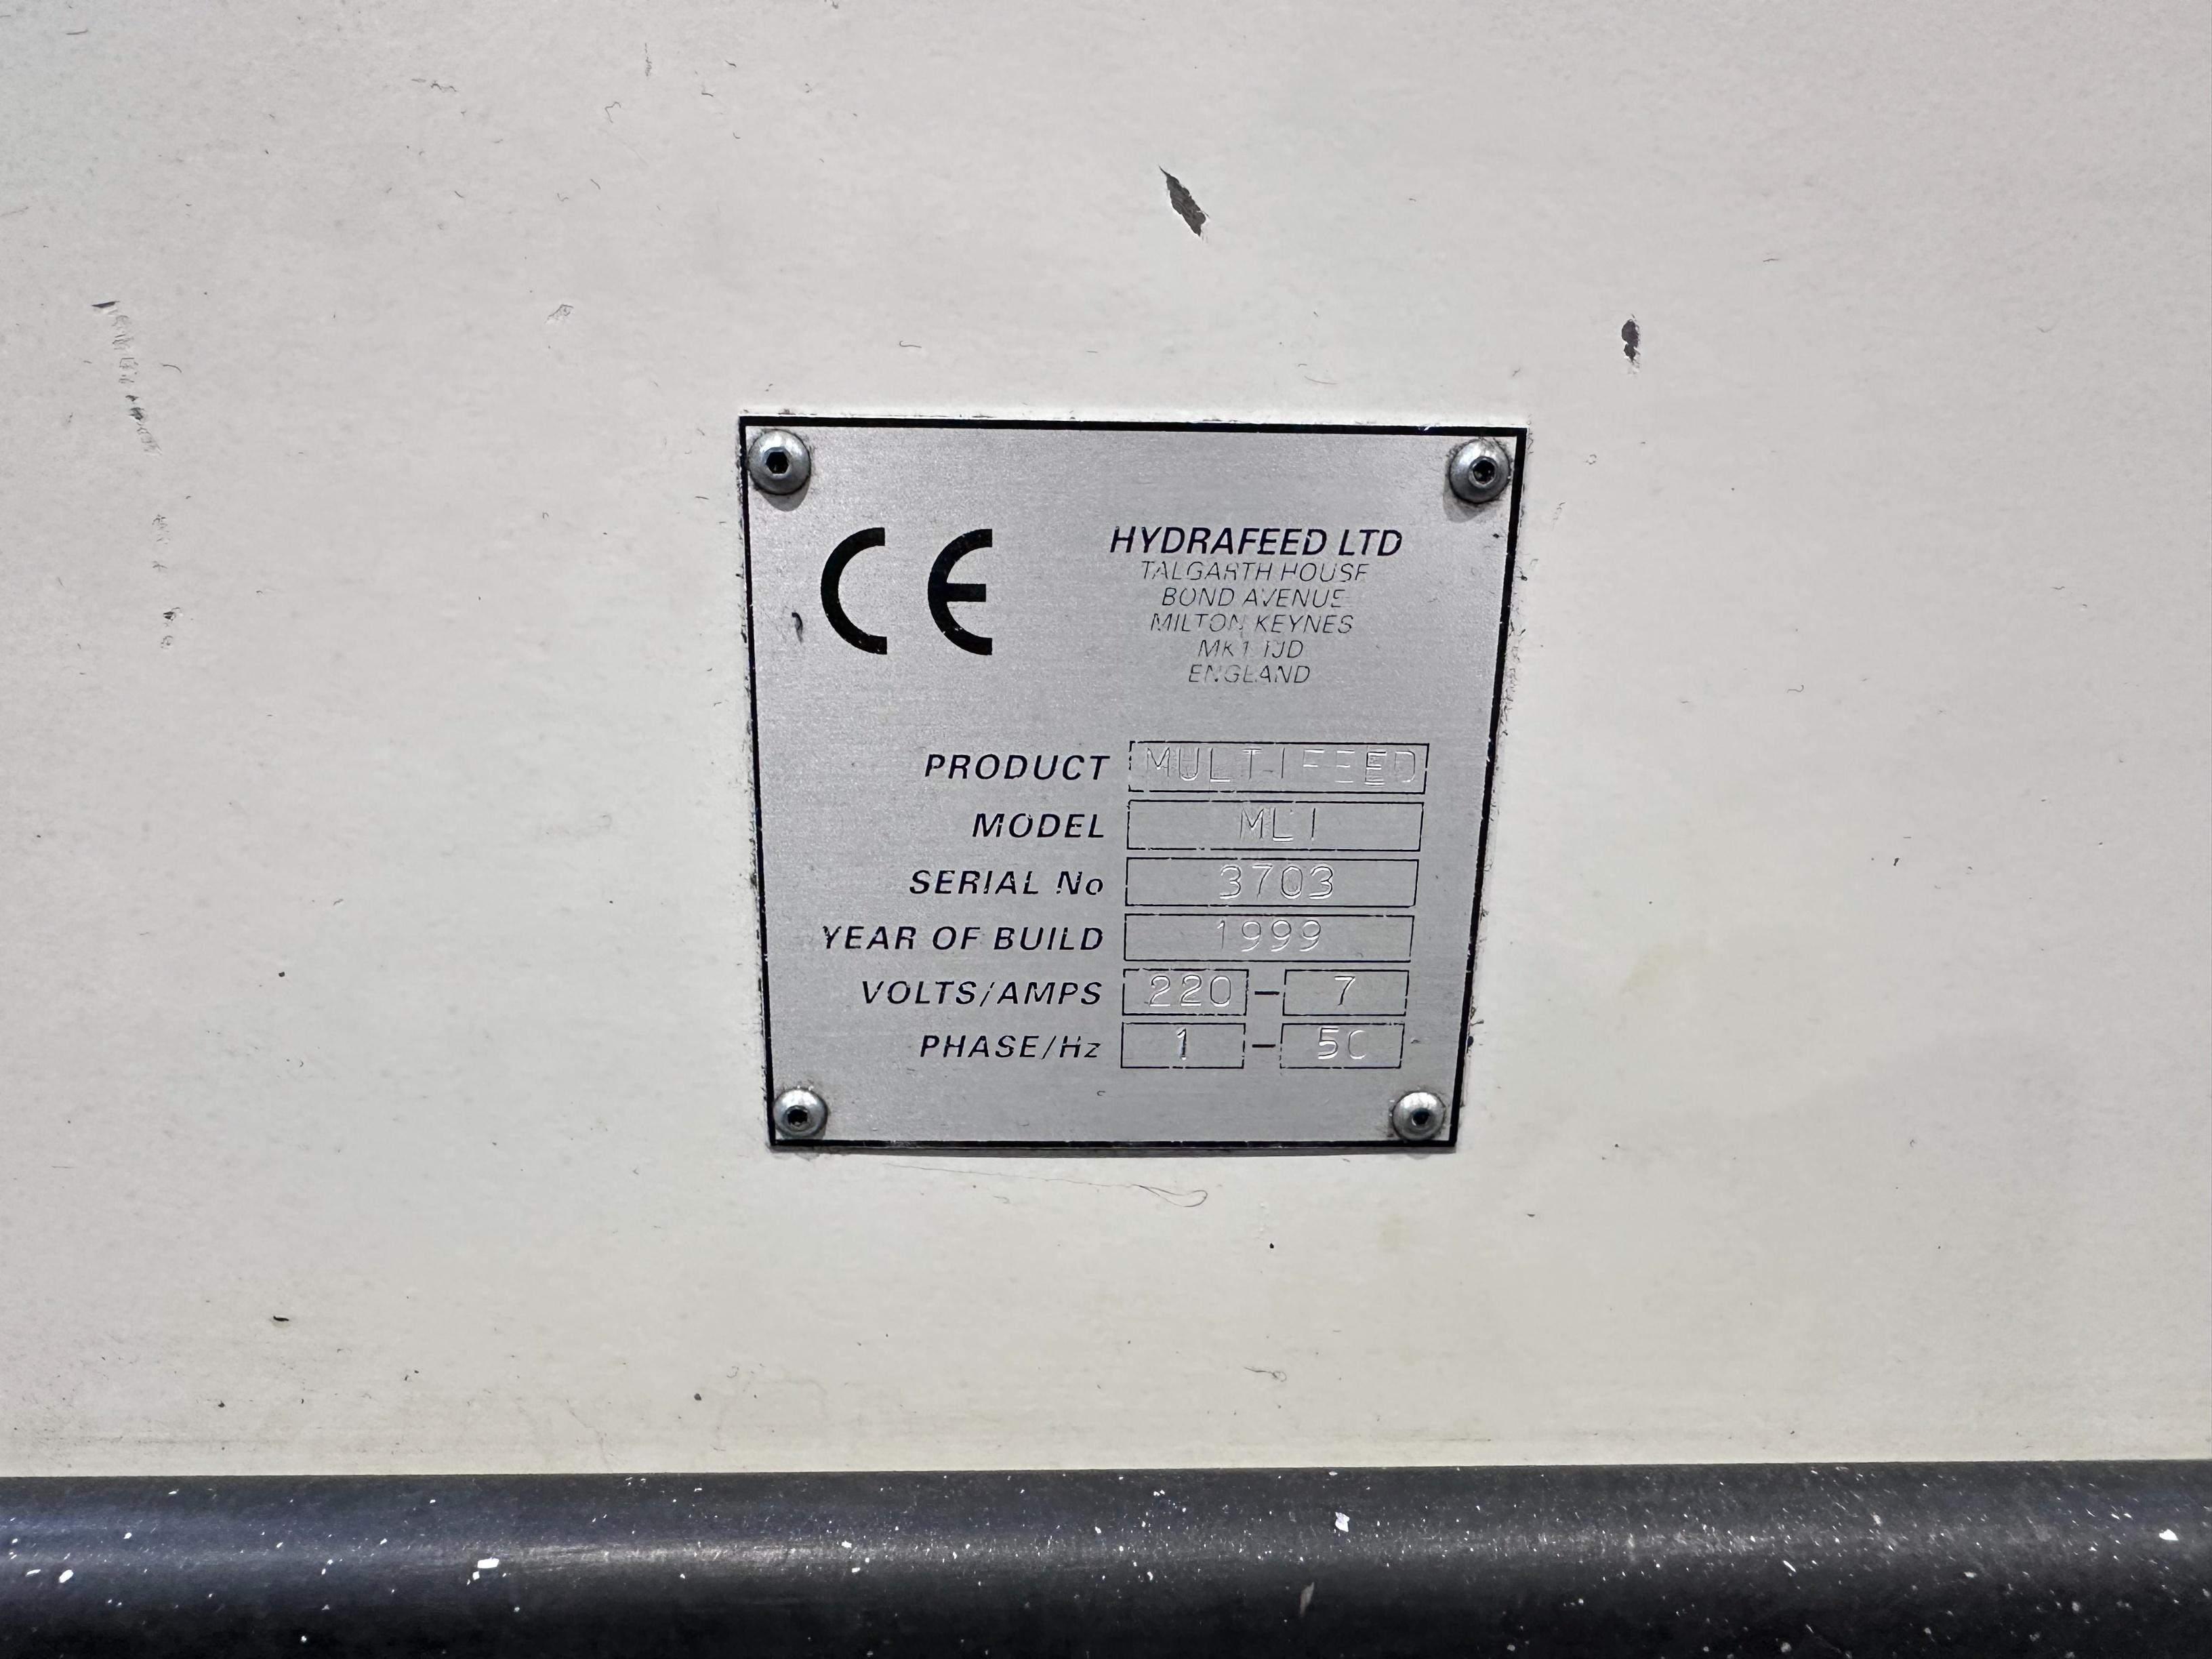 CE
HYDRAFEED LTD
TALGARTH HOUSE
BOND AVENUE
MILTON KEYNES
MK1 1JD
ENGLAND
PRODUCT MULTIFEED
MODEL ML1
SERIAL No 3703
YEAR OF BUILD 1999
VOLTS/AMPS 220 - 7
PHASE/Hz 1 - 50